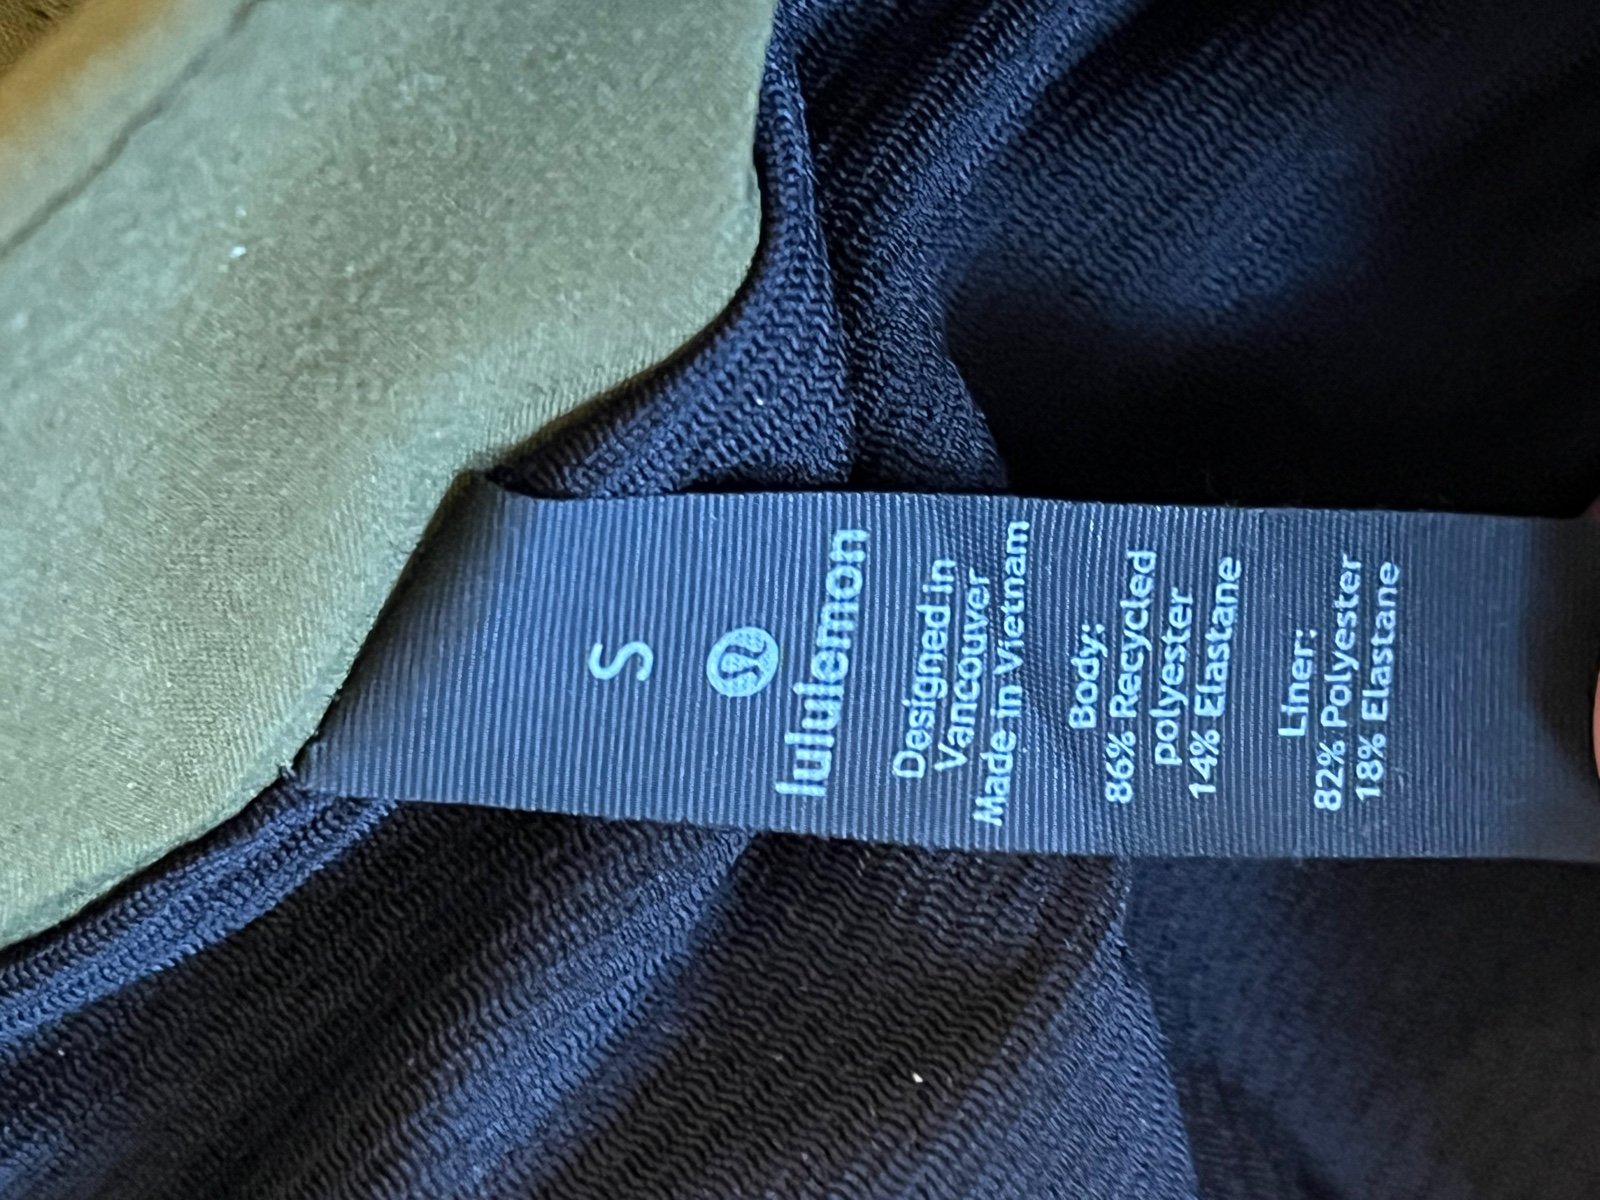 S
lululemon
Designed in
Vancouver
Made in Vietnam
Body:
86% Recycled
polyester
14% Elastane
Liner:
82% Polyester
18% Elastane